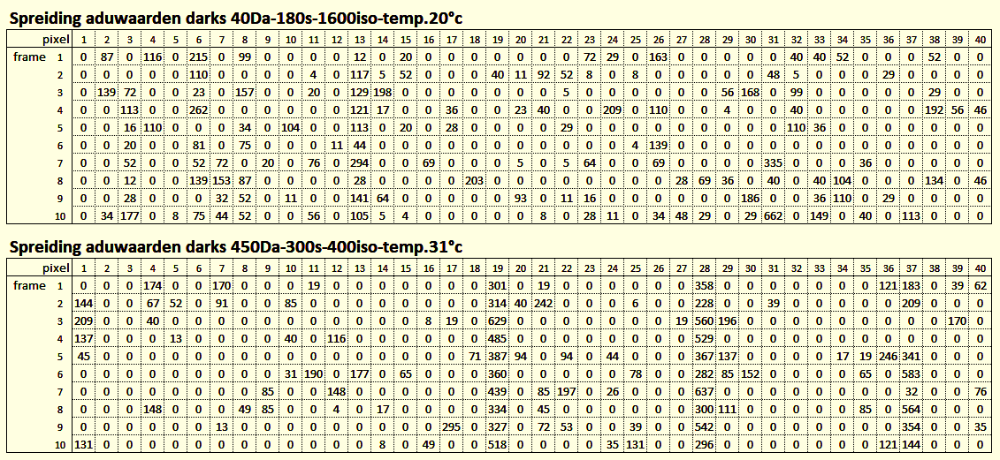 Spreiding aduwaarden darks 40Da-180s-1600iso-temp.20°c
pixel 1 2 3 4 5 6 7 8 9 10 11 12 13 14 15 16 17 18 19 20 21 22 23 24 25 26 27 28 29 30 31 32 33 34 35 36 37 38 39 40
frame 1 0 87 0 116 0 215 0 99 0 0 0 0 12 0 20 0 0 0 0 0 0 0 72 29 0 163 0 0 0 0 0 40 40 52 0 0 0 52 0 0
2 0 0 0 0 0 110 0 0 0 0 4 0 117 5 52 0 0 0 40 11 92 52 8 0 8 0 0 0 0 0 48 5 0 0 0 29 0 0 0 0
3 0 139 72 0 0 23 0 157 0 0 20 0 129 198 0 0 0 0 0 0 0 5 0 0 0 0 0 0 56 168 0 99 0 0 0 0 0 29 0 0
4 0 0 113 0 0 262 0 0 0 0 0 0 121 17 0 0 36 0 0 23 40 0 0 209 0 110 0 0 4 0 0 40 0 0 0 0 0 192 56 46
5 0 0 16 110 0 0 0 34 0 104 0 0 113 0 20 0 28 0 0 0 0 29 0 0 0 0 0 0 0 0 0 110 36 0 0 0 0 0 0 0
6 0 0 20 0 0 81 0 75 0 0 0 11 44 0 0 0 0 0 0 0 0 0 0 0 4 139 0 0 0 0 0 0 0 0 0 0 0 0 0 0
7 0 0 52 0 0 52 72 0 20 0 76 0 294 0 0 69 0 0 0 5 0 5 64 0 0 69 0 0 0 0 335 0 0 0 36 0 0 0 0 0
8 0 0 12 0 0 139 153 87 0 0 0 0 28 0 0 0 0 203 0 0 0 0 0 0 0 0 28 69 36 0 40 0 40 104 0 0 0 134 0 46
9 0 0 28 0 0 0 32 52 0 11 0 0 141 64 0 0 0 0 0 93 0 11 16 0 0 0 0 0 0 186 0 0 36 110 0 29 0 0 0 0
10 0 34 177 0 8 75 44 52 0 0 56 0 105 5 4 0 0 0 0 0 8 0 28 11 0 34 48 29 0 29 662 0 149 0 40 0 113 0 0 0
Spreiding aduwaarden darks 450Da-300s-400iso-temp.31°c
pixel 1 2 3 4 5 6 7 8 9 10 11 12 13 14 15 16 17 18 19 20 21 22 23 24 25 26 27 28 29 30 31 32 33 34 35 36 37 38 39 40
frame 1 0 0 0 174 0 0 170 0 0 0 19 0 0 0 0 0 0 0 301 0 19 0 0 0 0 0 0 358 0 0 0 0 0 0 0 121 183 0 39 62
2 144 0 0 67 52 0 91 0 0 85 0 0 0 0 0 0 0 0 314 40 242 0 0 0 6 0 0 228 0 0 39 0 0 0 0 0 209 0 0 0
3 209 0 0 40 0 0 0 0 0 0 0 0 0 0 0 8 19 0 629 0 0 0 0 0 0 0 19 560 196 0 0 0 0 0 0 0 0 0 170 0
4 137 0 0 0 13 0 0 0 0 40 0 116 0 0 0 0 0 0 485 0 0 0 0 0 0 0 0 529 0 0 0 0 0 0 0 0 0 0 0 0
5 45 0 0 0 0 0 0 0 0 0 0 0 0 0 0 0 0 71 387 94 0 94 0 44 0 0 0 367 137 0 0 0 0 17 19 246 341 0 0 0
6 0 0 0 0 0 0 0 0 0 31 190 0 177 0 65 0 0 0 360 0 0 0 0 0 78 0 0 282 85 152 0 0 0 0 65 0 583 0 0 0
7 0 0 0 0 0 0 0 0 85 0 0 148 0 0 0 0 0 0 439 0 85 197 0 26 0 0 0 637 0 0 0 0 0 0 0 0 32 0 0 76
8 0 0 0 148 0 0 0 49 85 0 0 4 0 17 0 0 0 0 334 0 45 0 0 0 0 0 0 300 111 0 0 0 0 0 85 0 564 0 0 0
9 0 0 0 0 0 0 13 0 0 0 0 0 0 0 0 0 295 0 327 0 72 53 0 0 39 0 0 542 0 0 0 0 0 0 0 0 354 0 0 35
10 131 0 0 0 0 0 0 0 0 0 0 0 0 8 0 49 0 0 518 0 0 0 0 35 131 0 0 296 0 0 0 0 0 0 0 121 144 0 0 0